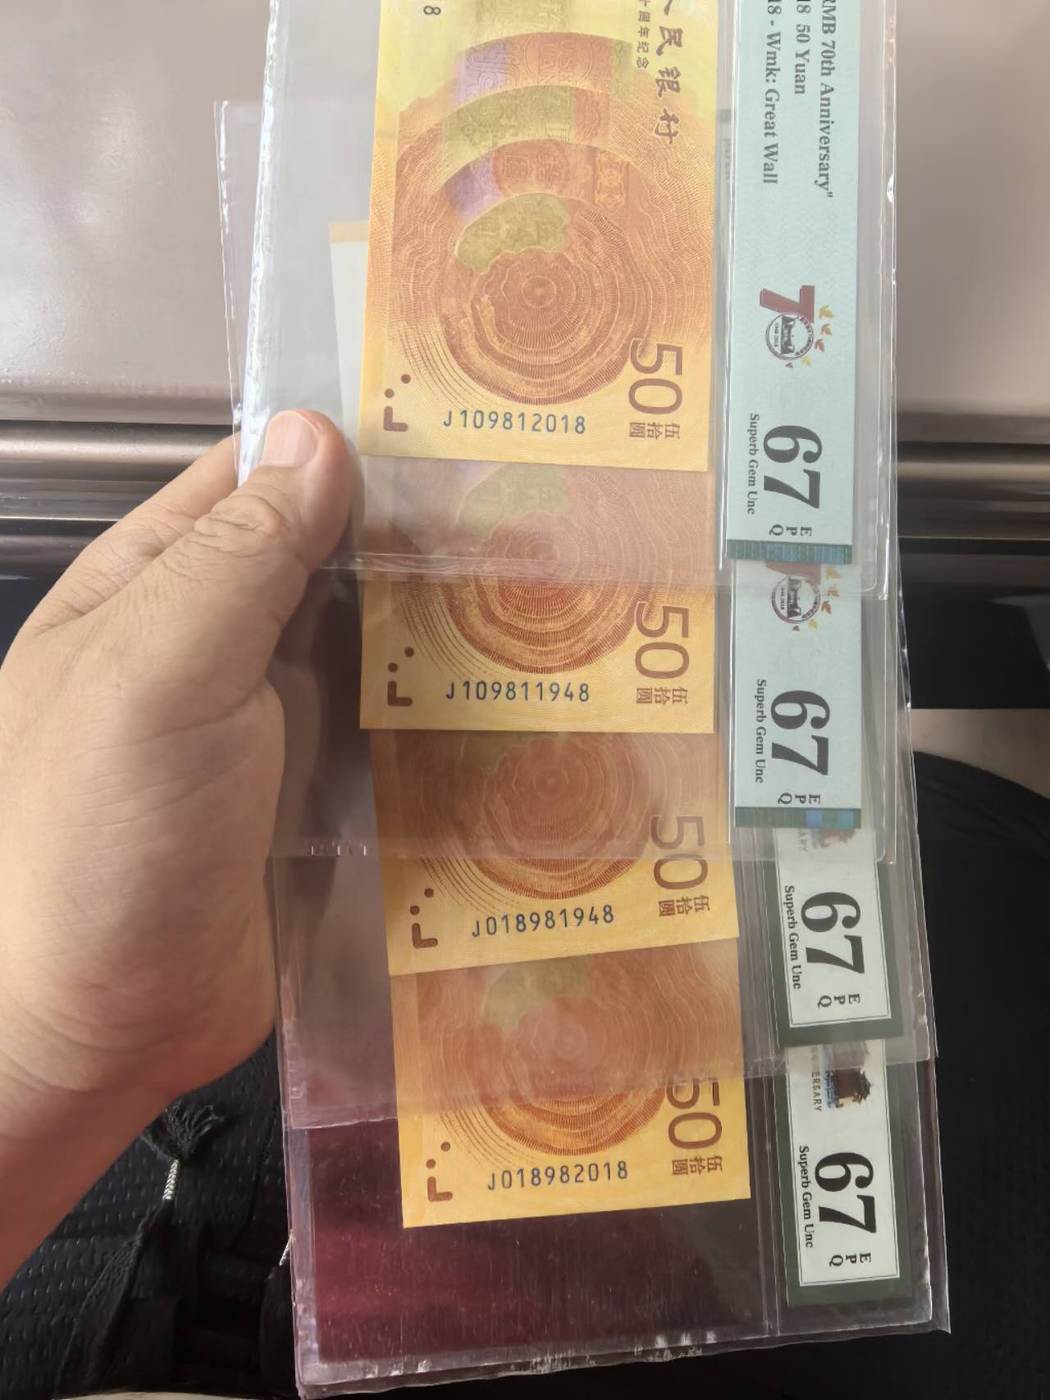 RMB 70th Anniversary"
18 50 Yuan
18 - Wmk: Great Wall
人民银行
十周年纪念
8
50
伍拾圆
J109812018
67
EPQ
Superb Gem Unc
50
伍拾圆
J109811948
67
EPQ
Superb Gem Unc
50
伍拾圆
J018981948
67
EPQ
Superb Gem Unc
50
伍拾圆
J018982018
ERSARY
67
EPQ
Superb Gem Unc